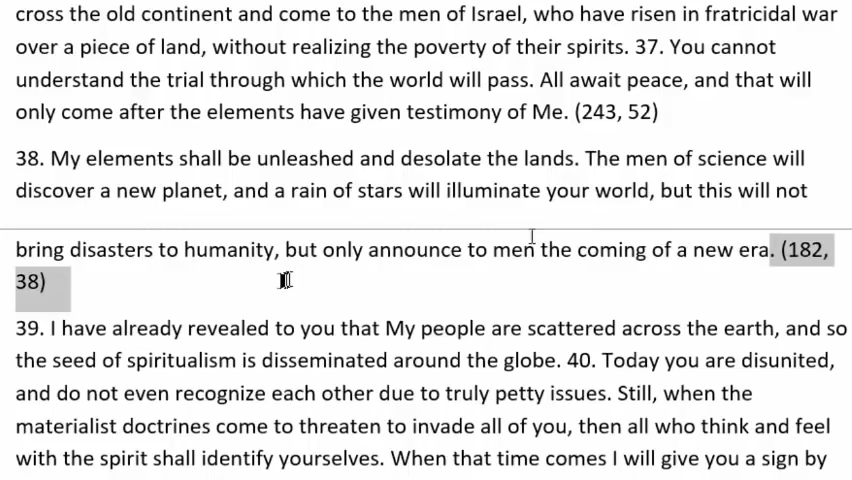 cross the old continent and come to the men of Israel, who have risen in fratricidal war
over a piece of land, without realizing the poverty of their spirits. 37. You cannot
understand the trial through which the world will pass. All await peace, and that will
only come after the elements have given testimony of Me. (243, 52)
38. My elements shall be unleashed and desolate the lands. The men of science will
discover a new planet, and a rain of stars will illuminate your world, but this will not
bring disasters to humanity, but only announce to men the coming of a new era. (182,
38)
39. I have already revealed to you that My people are scattered across the earth, and so
the seed of spiritualism is disseminated around the globe. 40. Today you are disunited,
and do not even recognize each other due to truly petty issues. Still, when the
materialist doctrines come to threaten to invade all of you, then all who think and feel
with the spirit shall identify yourselves. When that time comes I will give you a sign by